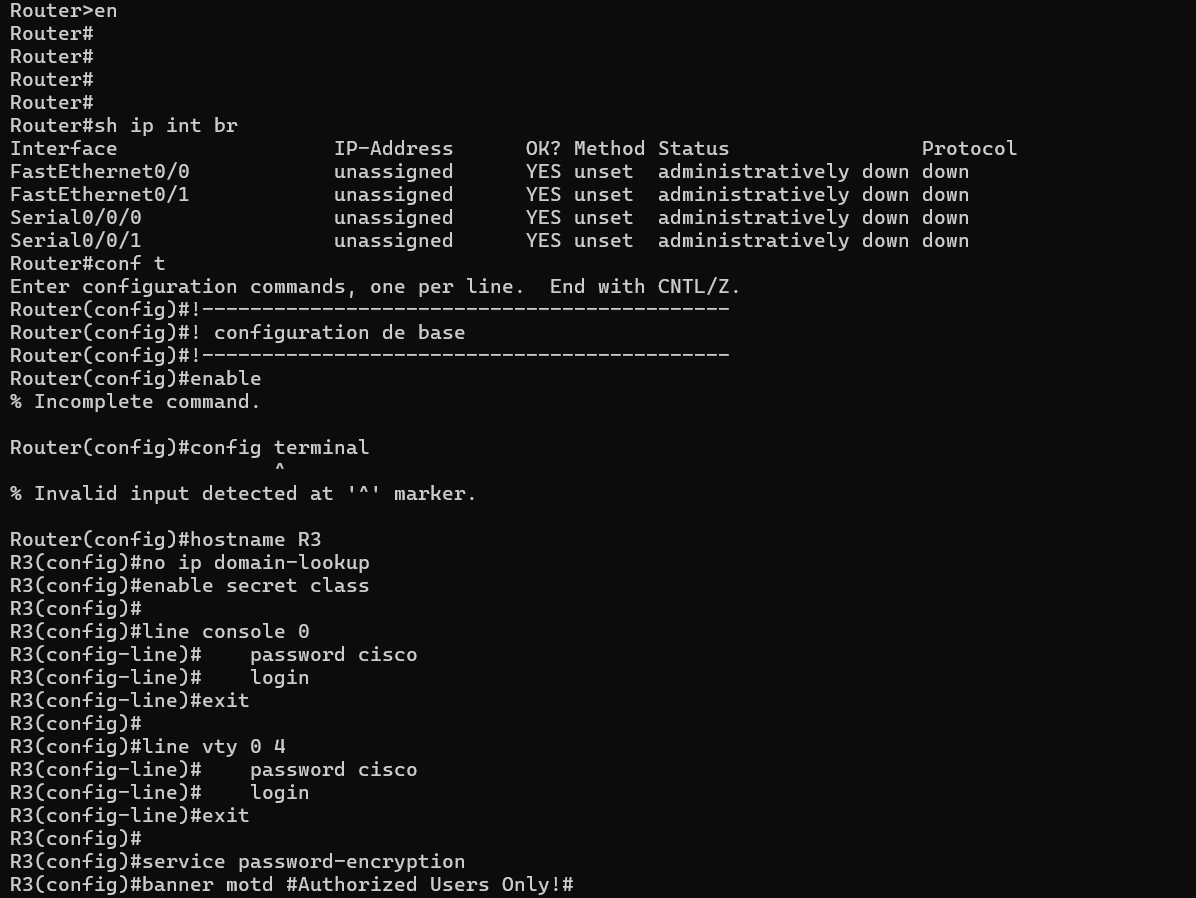 Router>en
Router#
Router#
Router#
Router#
Router#sh ip int br
Interface                  IP-Address      OK? Method Status                Protocol
FastEthernet0/0            unassigned      YES unset  administratively down down
FastEthernet0/1            unassigned      YES unset  administratively down down
Serial0/0/0                unassigned      YES unset  administratively down down
Serial0/0/1                unassigned      YES unset  administratively down down
Router#conf t
Enter configuration commands, one per line.  End with CNTL/Z.
Router(config)#!--------------------------------------------
Router(config)#! configuration de base
Router(config)#!--------------------------------------------
Router(config)#enable
% Incomplete command.

Router(config)#config terminal
                      ^
% Invalid input detected at '^' marker.

Router(config)#hostname R3
R3(config)#no ip domain-lookup
R3(config)#enable secret class
R3(config)#
R3(config)#line console 0
R3(config-line)#    password cisco
R3(config-line)#    login
R3(config-line)#exit
R3(config)#
R3(config)#line vty 0 4
R3(config-line)#    password cisco
R3(config-line)#    login
R3(config-line)#exit
R3(config)#
R3(config)#service password-encryption
R3(config)#banner motd #Authorized Users Only!#